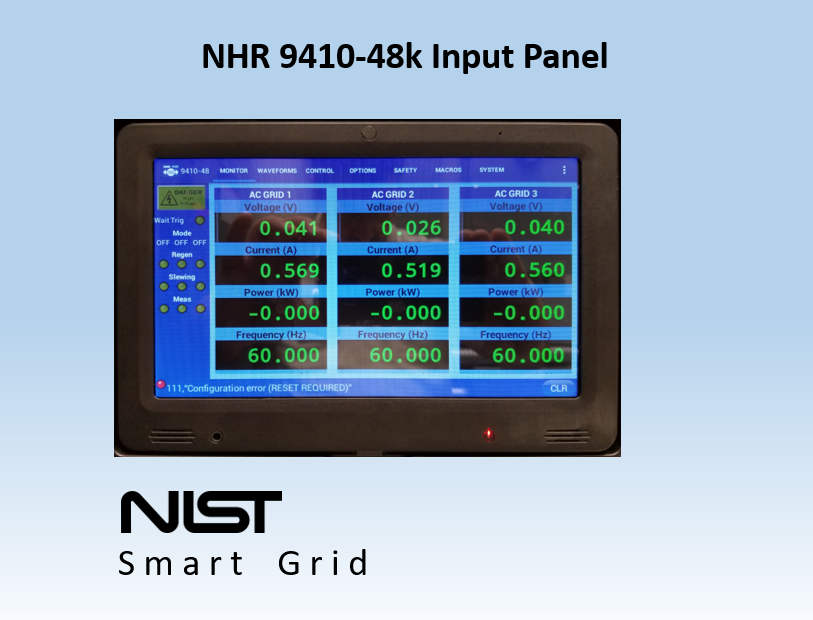 NHR 9410-48k Input Panel
9410-48 MONITOR WAVEFORMS CONTROL OPTIONS SAFETY MACROS SYSTEM
DANGER
High
Voltage
Wait Trig
Mode
OFF OFF OFF
Regen
Slewing
Meas
AC GRID 1
Voltage (V)
0.041
Current (A)
0.569
Power (kW)
-0.000
Frequency (Hz)
60.000
AC GRID 2
Voltage (V)
0.026
Current (A)
0.519
Power (kW)
-0.000
Frequency (Hz)
60.000
AC GRID 3
Voltage (V)
0.040
Current (A)
0.560
Power (kW)
-0.000
Frequency (Hz)
60.000
111,"Configuration error (RESET REQUIRED)"
CLR
NIST
Smart Grid